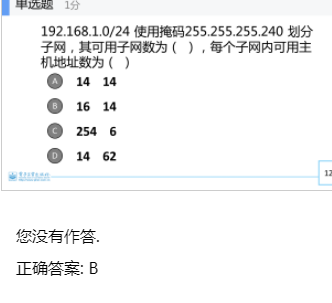 单选题 1分
192.168.1.0/24 使用掩码255.255.255.240 划分
子网，其可用子网数为（ ），每个子网内可用主
机地址数为（ ）
A 14 14
B 16 14
C 254 6
D 14 62
12
您没有作答.
正确答案: B